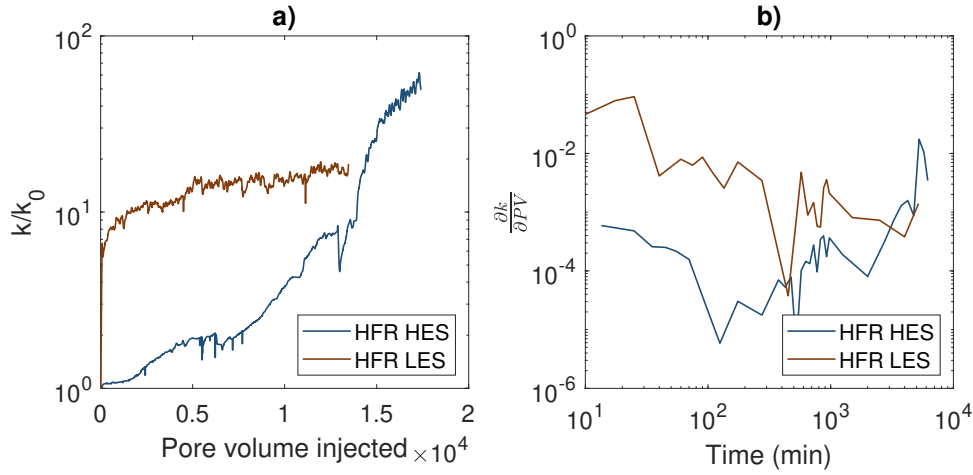 a)
10^2
10^1
10^0
k/k_0
0
0.5
1
1.5
2
Pore volume injected ×10^4
HFR HES
HFR LES
b)
10^0
10^-2
10^-4
10^-6
∂k/∂PV
10^1
10^2
10^3
10^4
Time (min)
HFR HES
HFR LES